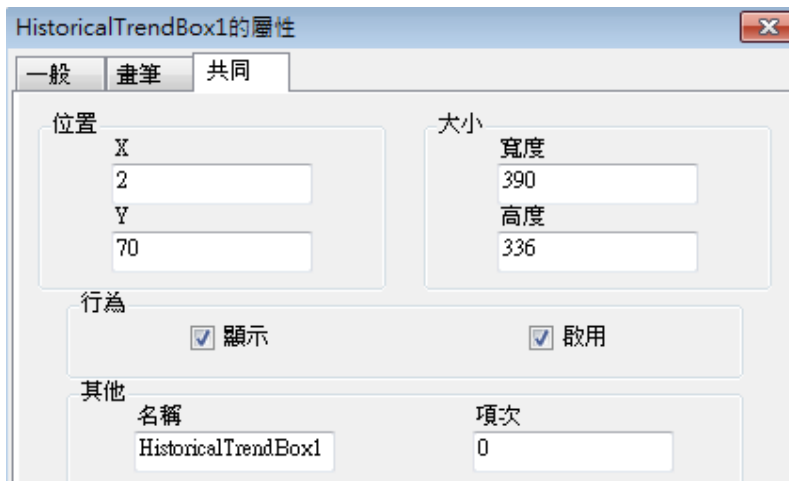 HistoricalTrendBox1的屬性
一般 畫筆 共同
位置 大小
X 寬度
2 390
Y 高度
70 336
行為
顯示 啟用
其他
名稱 項次
HistoricalTrendBox1 0